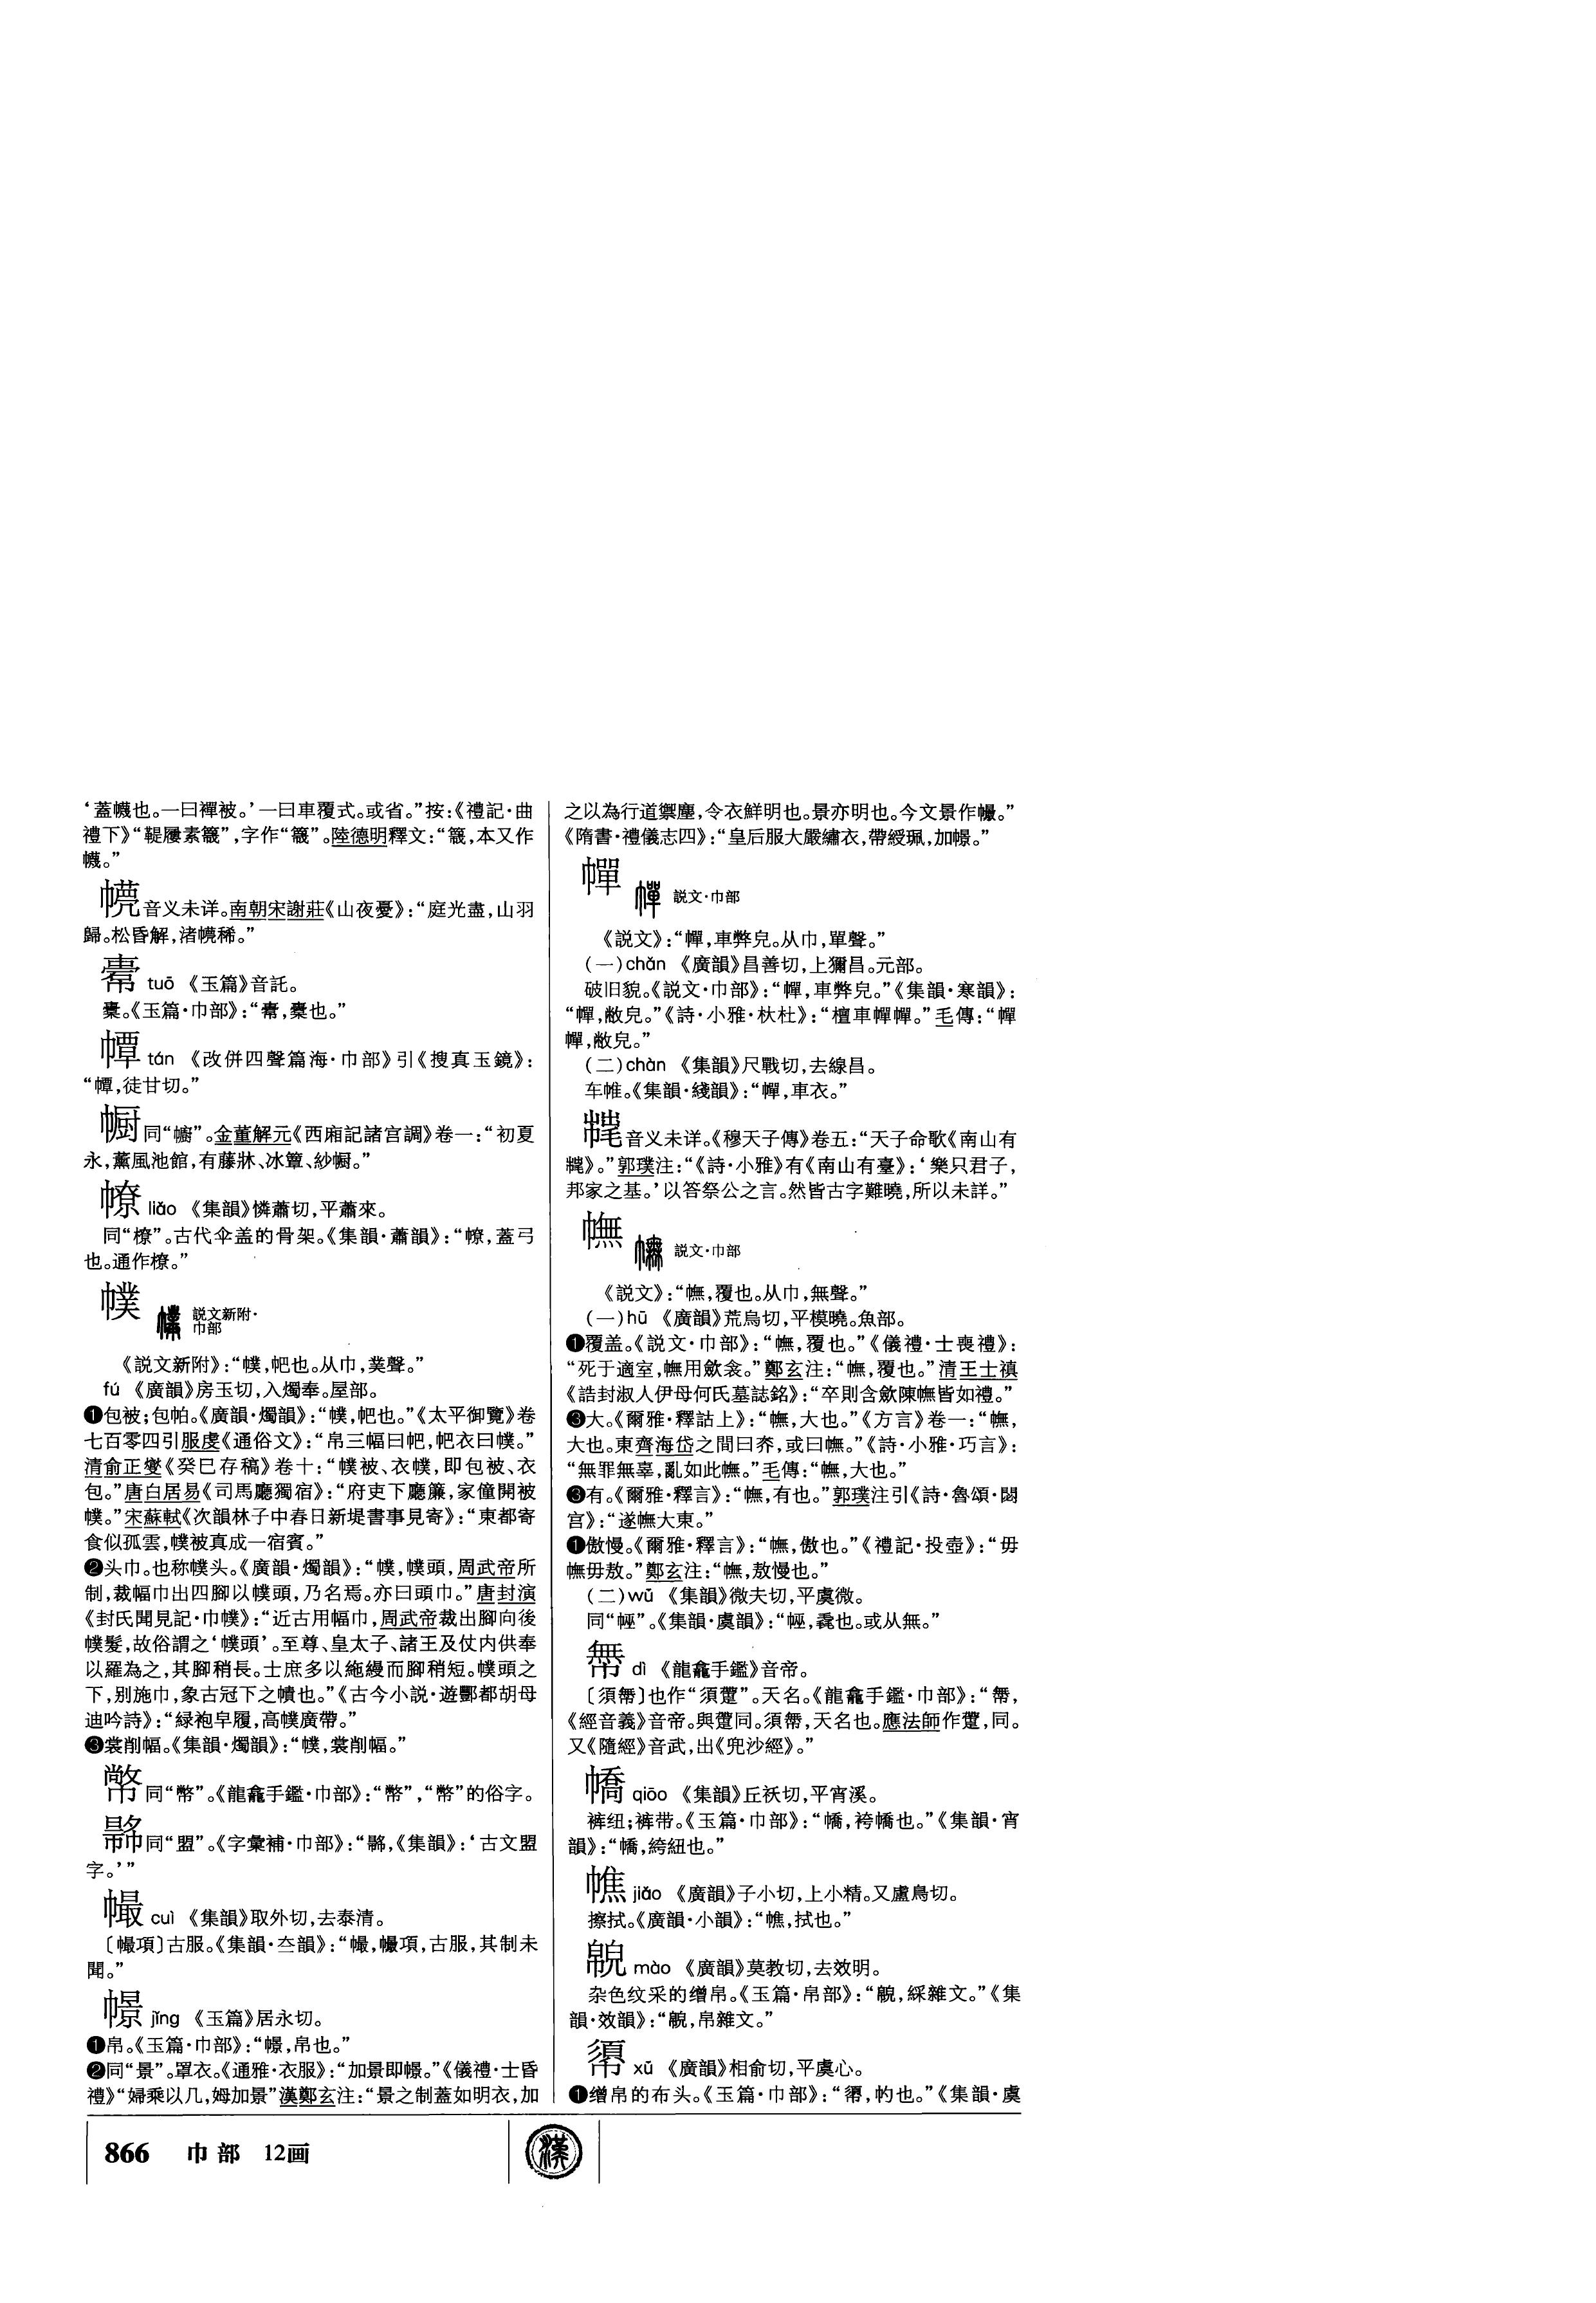 ‘蓋幭也。一曰襌被。’一曰車覆式。或省。”按：《禮記·曲
禮下》“鞮屨素簚”，字作“簚”。陸德明釋文：“簚，本又作
幭。”
音义未详。南朝宋謝莊《山夜憂》：“庭光盡，山羽
歸。松昏解，渚幌稀。”
tuō 《玉篇》音託。
橐。《玉篇·巾部》：“橐也。”
幝 tán 《改併四聲篇海·巾部》引《搜真玉鏡》：
“徒甘切。”
幮 同“幮”。金董解元《西廂記諸宫調》卷一：“初夏
永，薰風池館，有藤牀、冰簟、紗㡡。”
幜 liǎo 《集韻》憐蕭切，平蕭來。
同“橑”。古代伞盖的骨架。《集韻·蕭韻》：“㡻，蓋弓
也。通作橑。”
幞 説文新附·
巾部
《説文新附》：“幞，帊也。从巾，菐聲。”
fú 《廣韻》房玉切，入燭奉。屋部。
❶包被；包帕。《廣韻·燭韻》：“幞，帊也。”《太平御覽》卷
七百零四引服虔《通俗文》：“帛三幅曰帊，帊衣曰幞。”
清俞正燮《癸巳存稿》卷十：“幞被、衣幞，即包被、衣
包。”唐白居易《司馬廳獨宿》：“府吏下廳簾，家僮開被
幞。”宋蘇軾《次韻林子中春日新堤書事見寄》：“東都寄
食似孤雲，幞被真成一宿賓。”
❷头巾。也称幞头。《廣韻·燭韻》：“幞，幞頭，周武帝所
制，裁幅巾出四腳以幞頭，乃名焉。亦曰頭巾。”唐封演
《封氏聞見記·巾幞》：“近古用幅巾，周武帝裁出腳向後
幞髮，故俗謂之‘幞頭’。至尊、皇太子、諸王及仗内供奉
以羅為之，其腳稍長。士庶多以絁縵而腳稍短。幞頭之
下，别施巾，象古冠下之幘也。”《古今小説·遊酆都胡母
迪吟詩》：“緑袍皁履，高幞廣帶。”
❸裳削幅。《集韻·燭韻》：“幞，裳削幅。”
同“幣”。《龍龕手鑑·巾部》：“幣”，“幣”的俗字。
同“盟”。《字彙補·巾部》：“《集韻》：‘古文盟
字。’”
㡫 cuì 《集韻》取外切，去泰清。
〔㡫項〕古服。《集韻·夳韻》：“㡫，㡫項，古服，其制未
聞。”
幜 jǐng 《玉篇》居永切。
❶帛。《玉篇·巾部》：“幜，帛也。”
❷同“景”。罩衣。《通雅·衣服》：“加景即幜。”《儀禮·士昏
禮》“婦乘以几，姆加景”漢鄭玄注：“景之制蓋如明衣，加
之以為行道禦塵，令衣鮮明也。景亦明也。今文景作幜。”
《隋書·禮儀志四》：“皇后服大嚴繡衣，帶綬珮，加幜。”
幝 説文·巾部
《説文》：“幝，車弊皃。从巾，單聲。”
(一)chǎn 《廣韻》昌善切，上獮昌。元部。
破旧貌。《説文·巾部》：“幝，車弊皃。”《集韻·寒韻》：
“幝，敝皃。”《詩·小雅·杕杜》：“檀車幝幝。”毛傳：“幝
幝，敝皃。”
(二)chàn 《集韻》尺戰切，去線昌。
车帷。《集韻·綫韻》：“幝，車衣。”
音义未详。《穆天子傳》卷五：“天子命歌《南山有
》。”郭璞注：“《詩·小雅》有《南山有臺》：‘樂只君子，
邦家之基。’以答祭公之言。然皆古字難曉，所以未詳。”
幠 説文·巾部
《説文》：“幠，覆也。从巾，無聲。”
(一)hū 《廣韻》荒烏切，平模曉。魚部。
❶覆盖。《説文·巾部》：“幠，覆也。”《儀禮·士喪禮》：
“死于適室，幠用斂衾。”鄭玄注：“幠，覆也。”清王士禛
《誥封淑人伊母何氏墓誌銘》：“卒則含斂陳幠皆如禮。”
❸大。《爾雅·釋詁上》：“幠，大也。”《方言》卷一：“幠，
大也。東齊海岱之間曰夰，或曰幠。”《詩·小雅·巧言》：
“無罪無辜，亂如此幠。”毛傳：“幠，大也。”
❸有。《爾雅·釋言》：“幠，有也。”郭璞注引《詩·魯頌·閟
宫》：“遂幠大東。”
❶傲慢。《爾雅·釋言》：“幠，傲也。”《禮記·投壺》：“毋
幠毋敖。”鄭玄注：“幠，敖慢也。”
(二)wǔ 《集韻》微夫切，平虞微。
同“㡔”。《集韻·虞韻》：“㡔，毳也。或从無。”
dì 《龍龕手鑑》音帝。
〔須〕也作“須”。天名。《龍龕手鑑·巾部》：“
《經音義》音帝。與同。須，天名也。應法師作，同。
又《隨經》音武，出《兜沙經》。”
幧 qiāo 《集韻》丘祅切，平宵溪。
裤纽；裤带。《玉篇·巾部》：“㠐，袴㠐也。”《集韻·宵
韻》：“㠐，絝紐也。”
㡑 jiǎo 《廣韻》子小切，上小精。又盧鳥切。
擦拭。《廣韻·小韻》：“㡑，拭也。”
mào 《廣韻》莫教切，去效明。
杂色纹采的缯帛。《玉篇·帛部》：“綵雜文。”《集
韻·效韻》：“帛雜文。”
xū 《廣韻》相俞切，平虞心。
❶缯帛的布头。《玉篇·巾部》：“㡏，㠳也。”《集韻·虞
866 巾部 12画
漢